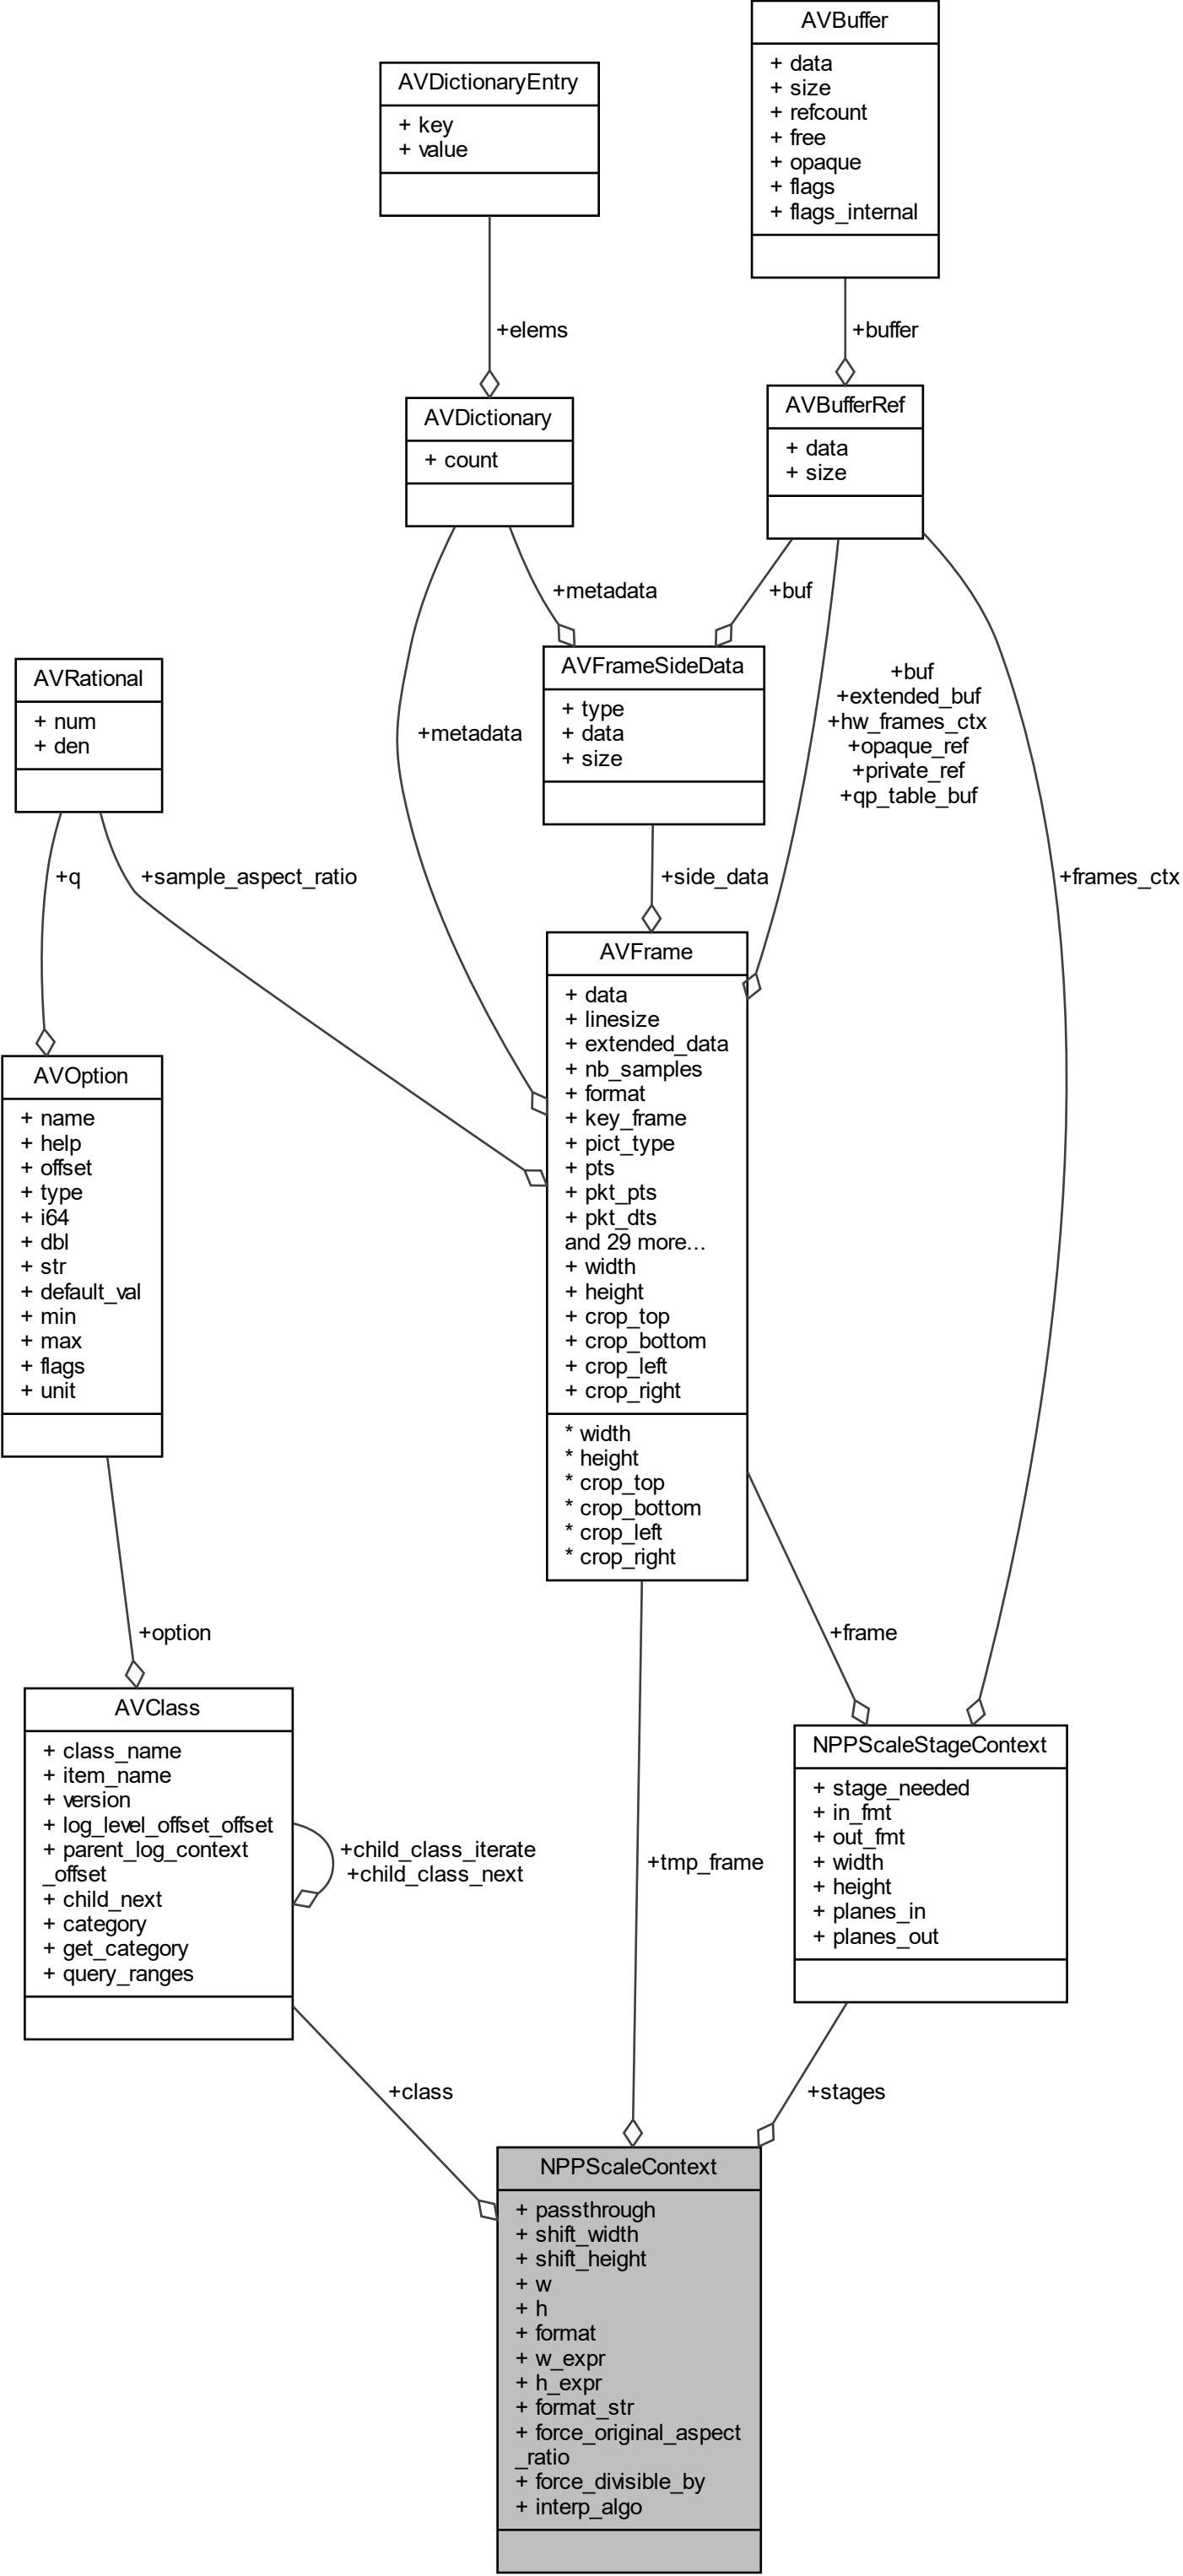 AVBuffer
+ data
+ size
+ refcount
+ free
+ opaque
+ flags
+ flags_internal
AVDictionaryEntry
+ key
+ value
+elems
+buffer
AVDictionary
+ count
AVBufferRef
+ data
+ size
+metadata
+buf
AVFrameSideData
+ type
+ data
+ size
AVRational
+ num
+ den
+metadata
+buf
+extended_buf
+hw_frames_ctx
+opaque_ref
+private_ref
+qp_table_buf
+q
+sample_aspect_ratio
+side_data
+frames_ctx
AVFrame
+ data
+ linesize
+ extended_data
+ nb_samples
+ format
+ key_frame
+ pict_type
+ pts
+ pkt_pts
+ pkt_dts
and 29 more...
+ width
+ height
+ crop_top
+ crop_bottom
+ crop_left
+ crop_right
* width
* height
* crop_top
* crop_bottom
* crop_left
* crop_right
AVOption
+ name
+ help
+ offset
+ type
+ i64
+ dbl
+ str
+ default_val
+ min
+ max
+ flags
+ unit
+option
+frame
AVClass
+ class_name
+ item_name
+ version
+ log_level_offset_offset
+ parent_log_context
_offset
+ child_next
+ category
+ get_category
+ query_ranges
+child_class_iterate
+child_class_next
+tmp_frame
NPPScaleStageContext
+ stage_needed
+ in_fmt
+ out_fmt
+ width
+ height
+ planes_in
+ planes_out
+class
+stages
NPPScaleContext
+ passthrough
+ shift_width
+ shift_height
+ w
+ h
+ format
+ w_expr
+ h_expr
+ format_str
+ force_original_aspect
_ratio
+ force_divisible_by
+ interp_algo